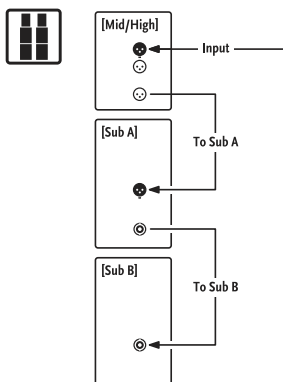 [Mid/High]
Input
[Sub A]
To Sub A
[Sub B]
To Sub B